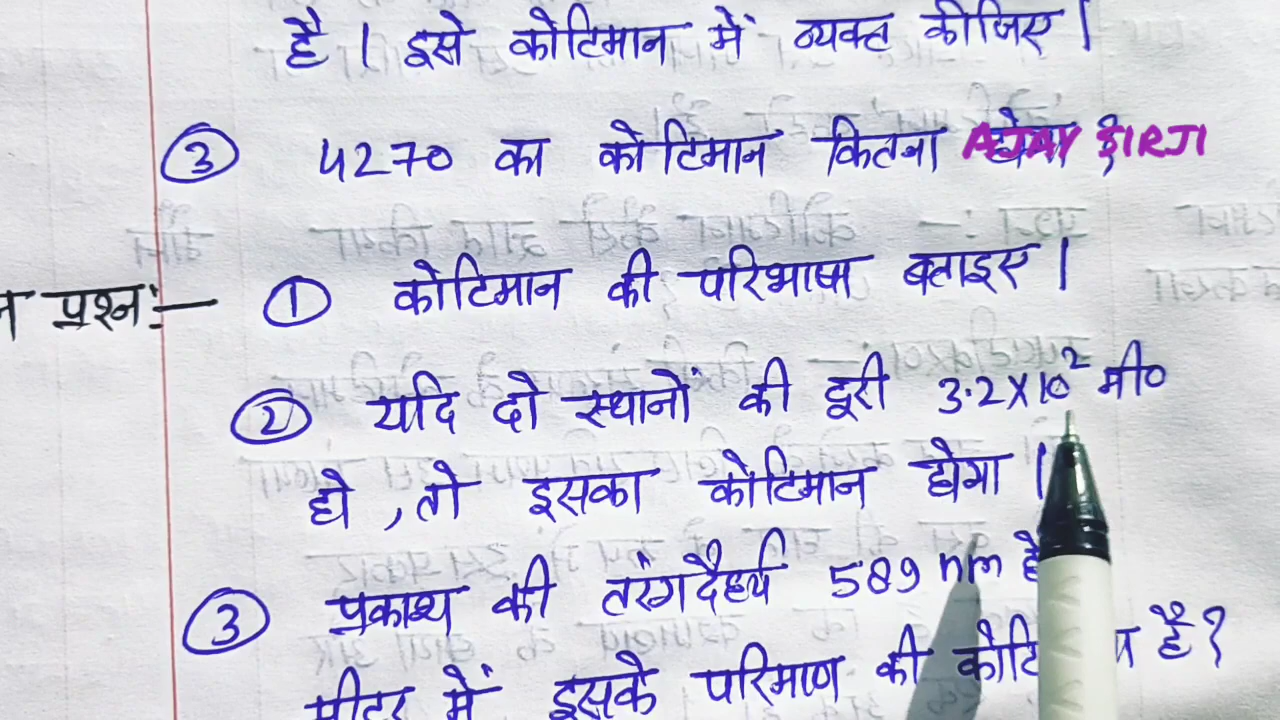 है । इसे कोटिमान में व्यक्त कीजिए ।
③ 4270 का कोटिमान कितना AJAY SIRJI
प्रश्न:— ① कोटिमान की परिभाषा बताइए ।
② यदि दो स्थानों की दूरी 3.2×10² मी०
हो , तो इसका कोटिमान होगा ।
③ प्रकाश की तरंगदैर्ध्य 589 nm है
मीटर में इसके परिमाण की है ?